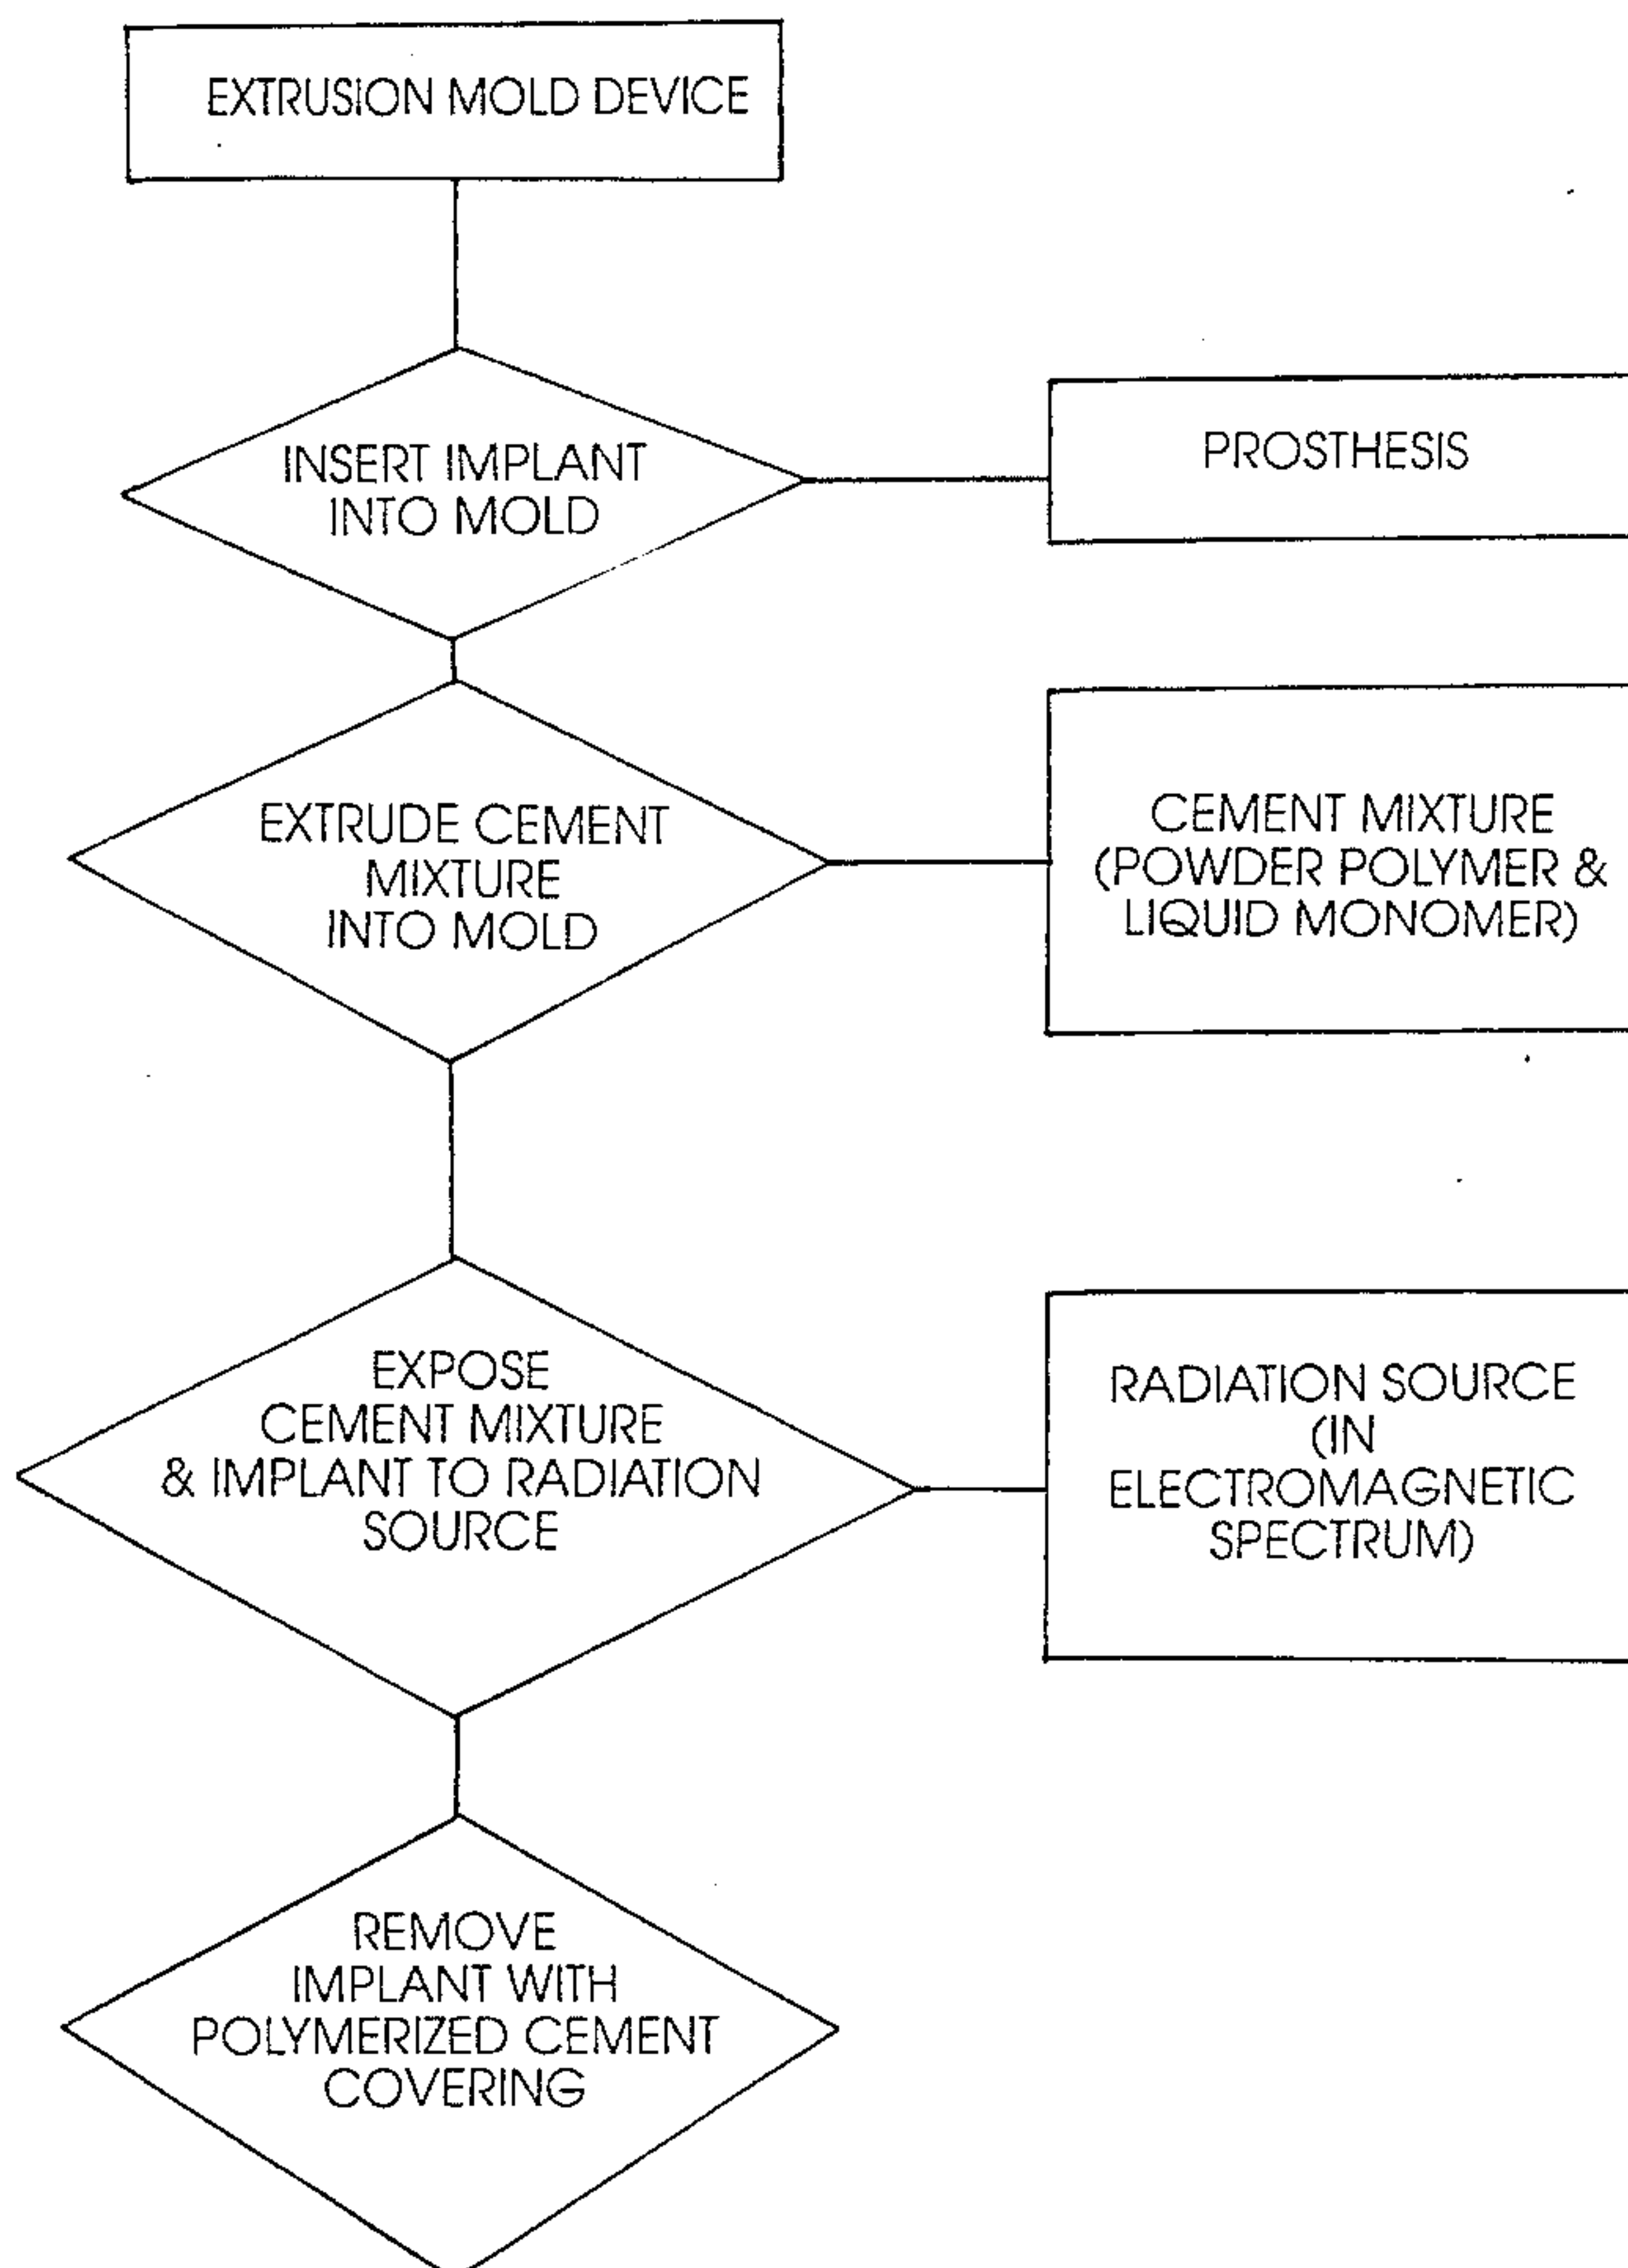 EXTRUSION MOLD DEVICE
INSERT IMPLANT
INTO MOLD
PROSTHESIS
EXTRUDE CEMENT
MIXTURE
INTO MOLD
CEMENT MIXTURE
(POWDER POLYMER &
LIQUID MONOMER)
EXPOSE
CEMENT MIXTURE
& IMPLANT TO RADIATION
SOURCE
RADIATION SOURCE
(IN
ELECTROMAGNETIC
SPECTRUM)
REMOVE
IMPLANT WITH
POLYMERIZED CEMENT
COVERING